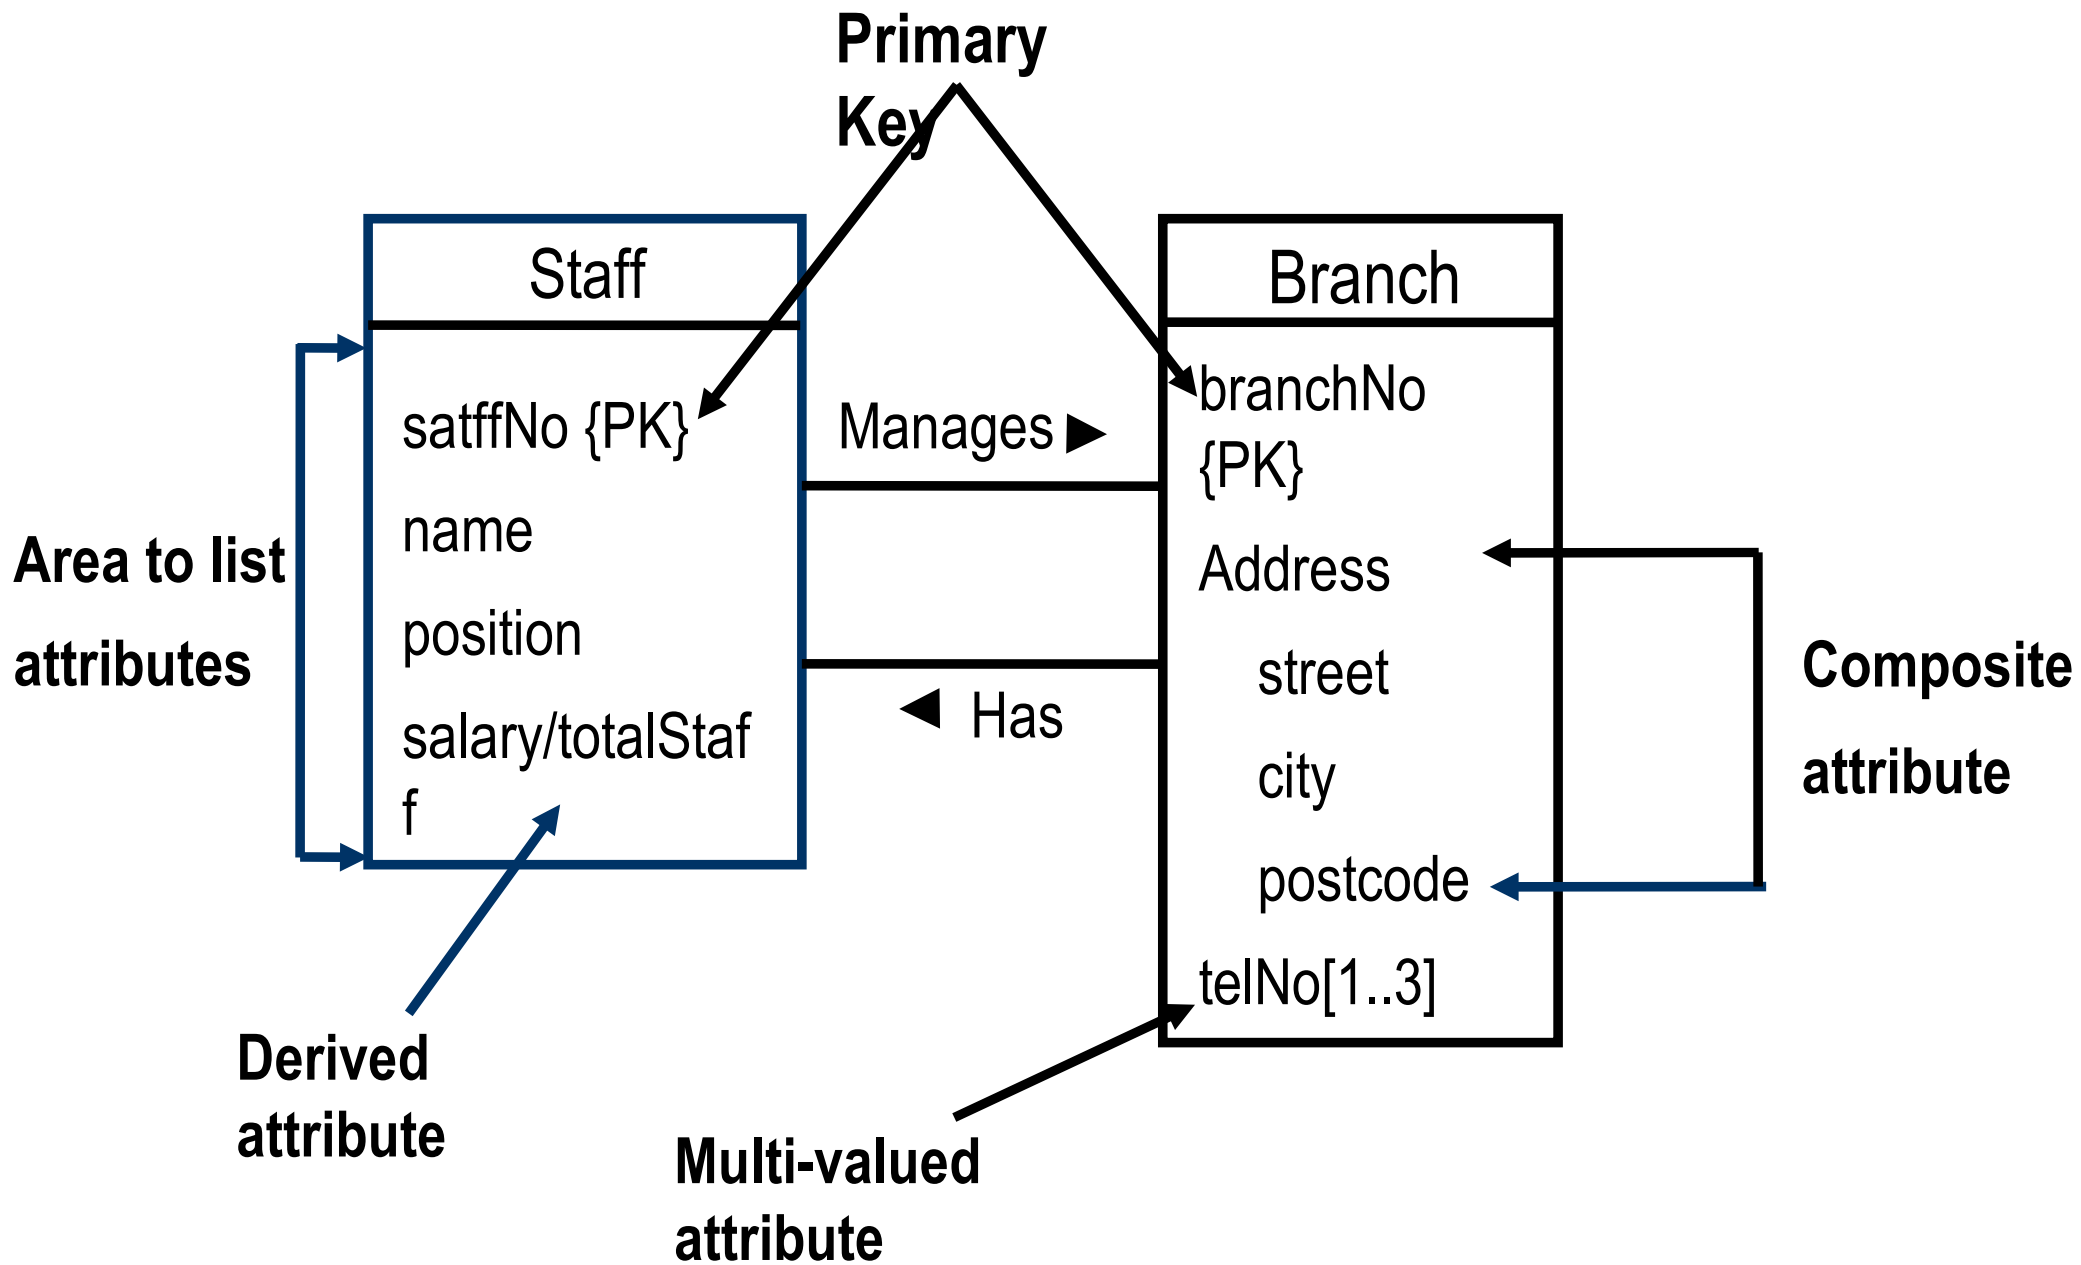 Primary
Key
Staff
satffNo {PK}
name
position
salary/totalStaf
f
Manages
Has
Branch
branchNo
{PK}
Address
street
city
postcode
telNo[1..3]
Area to list
attributes
Composite
attribute
Derived
attribute
Multi-valued
attribute